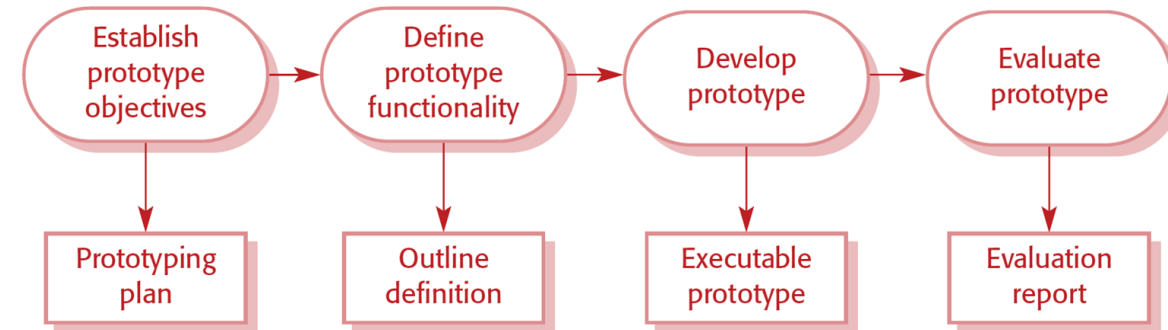 Establish
prototype
objectives
Define
prototype
functionality
Develop
prototype
Evaluate
prototype
Prototyping
plan
Outline
definition
Executable
prototype
Evaluation
report